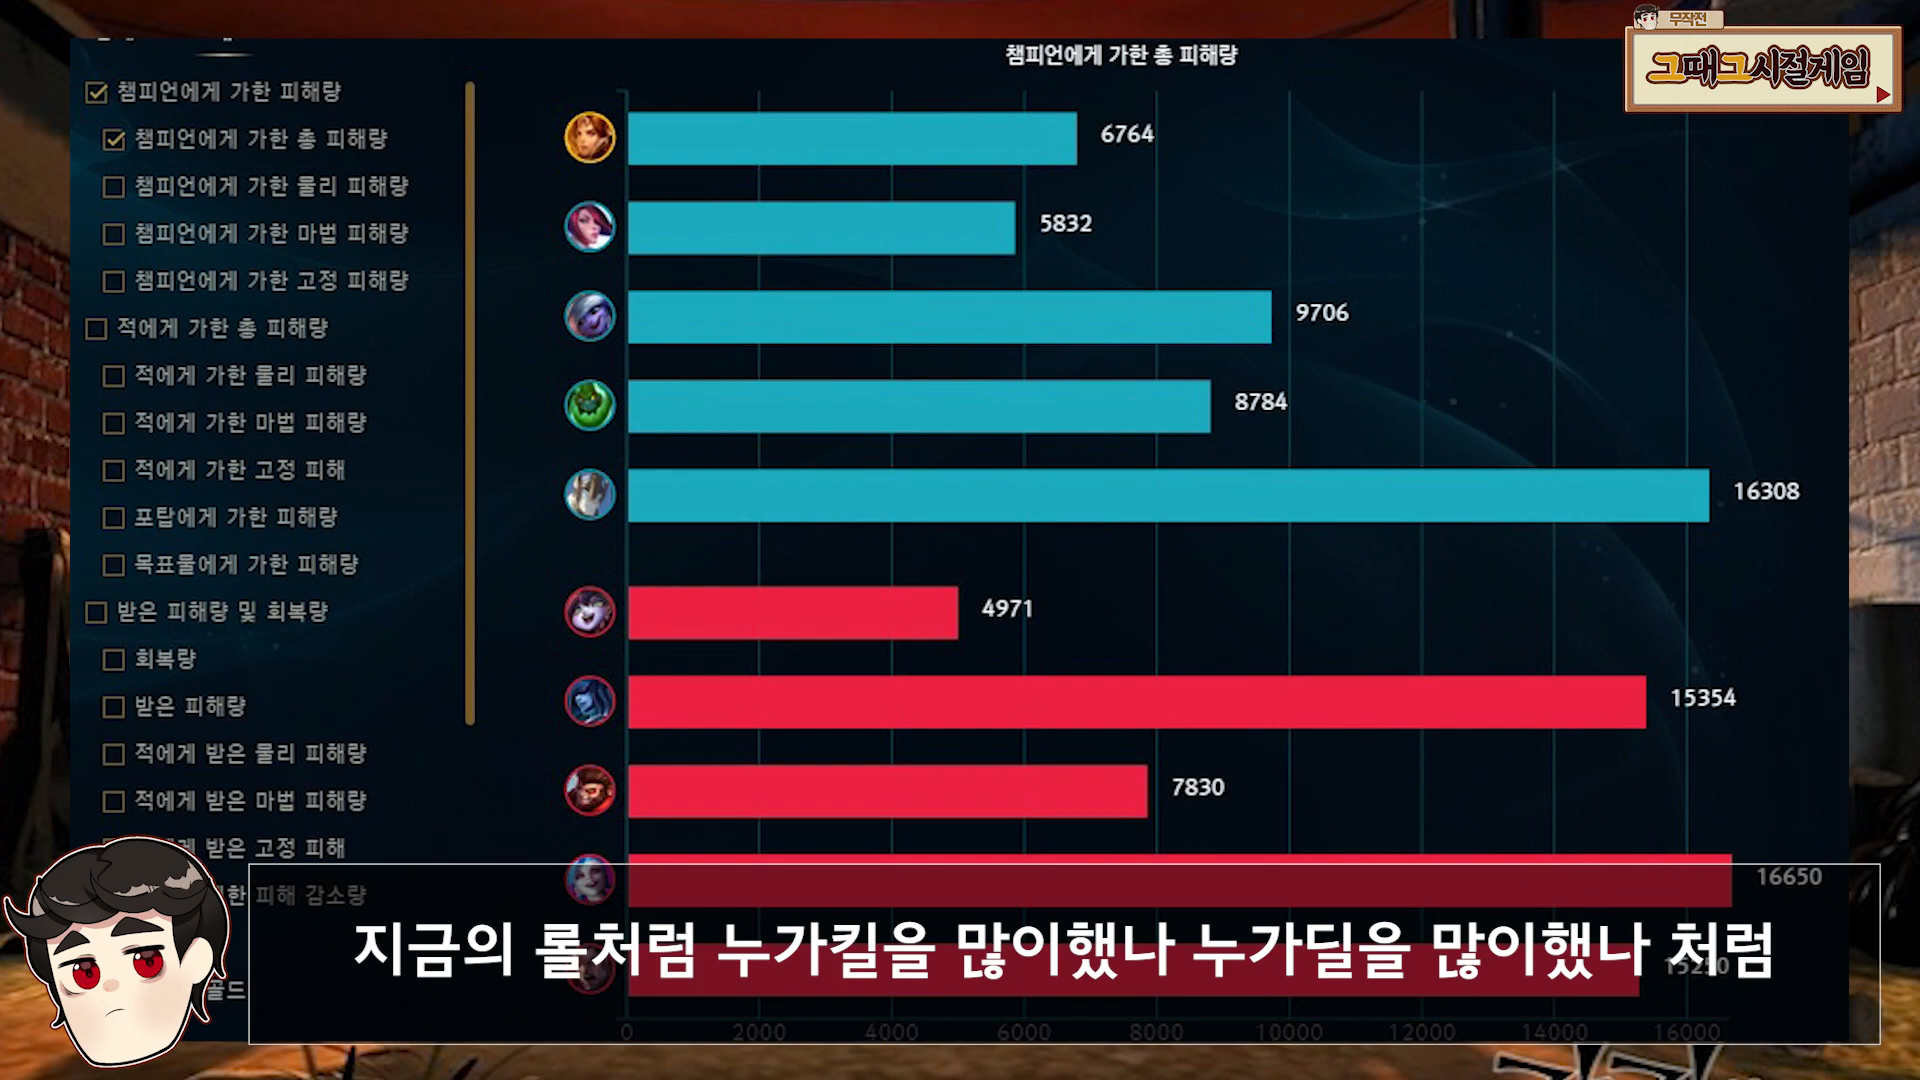 무작전
그때그시절게임
챔피언에게 가한 총 피해량
챔피언에게 가한 피해량
챔피언에게 가한 총 피해량
챔피언에게 가한 물리 피해량
챔피언에게 가한 마법 피해량
챔피언에게 가한 고정 피해량
적에게 가한 총 피해량
적에게 가한 물리 피해량
적에게 가한 마법 피해량
적에게 가한 고정 피해
포탑에게 가한 피해량
목표물에게 가한 피해량
받은 피해량 및 회복량
회복량
받은 피해량
적에게 받은 물리 피해량
적에게 받은 마법 피해량
받은 고정 피해
피해 감소량
골드
6764
5832
9706
8784
16308
4971
15354
7830
16650
0 2000 4000 6000 8000 10000 12000 14000 16000
지금의 롤처럼 누가킬을 많이했나 누가딜을 많이했나 처럼